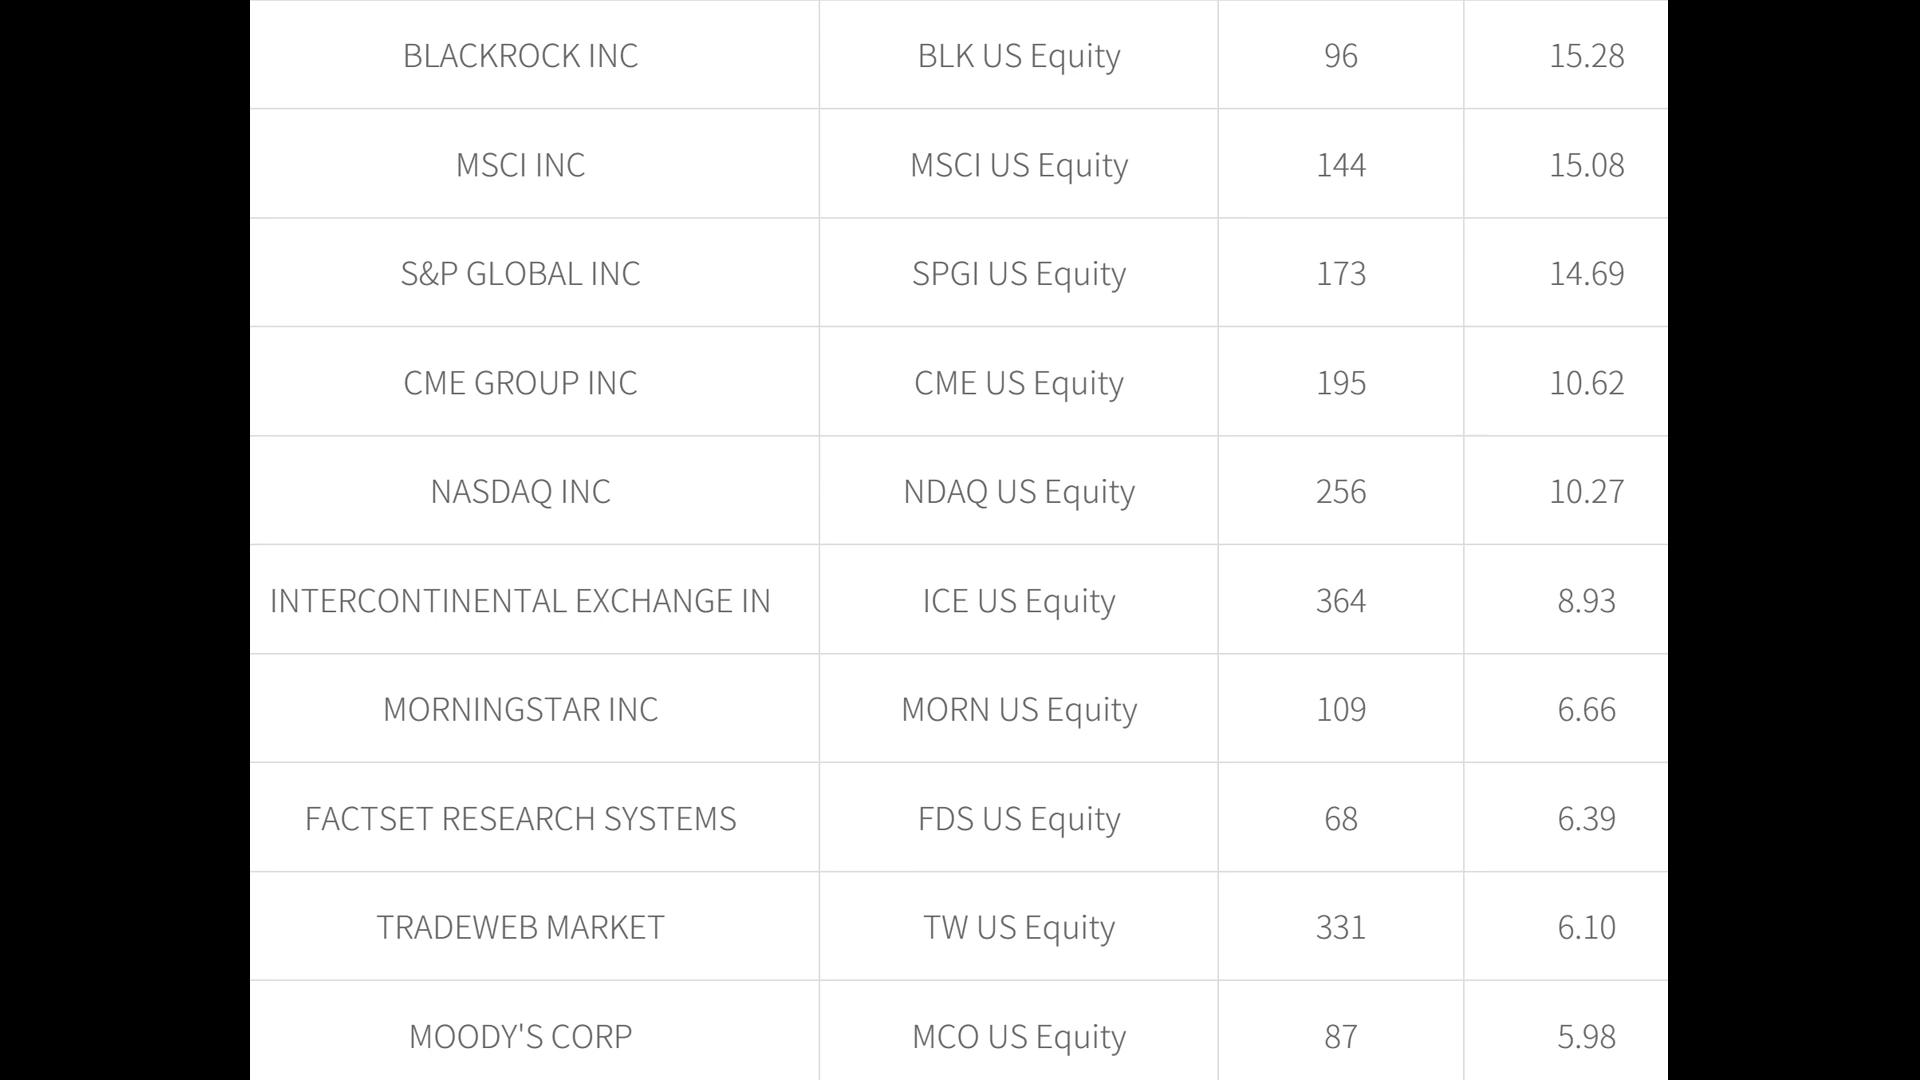 BLACKROCK INC BLK US Equity 96 15.28
MSCI INC MSCI US Equity 144 15.08
S&P GLOBAL INC SPGI US Equity 173 14.69
CME GROUP INC CME US Equity 195 10.62
NASDAQ INC NDAQ US Equity 256 10.27
INTERCONTINENTAL EXCHANGE IN ICE US Equity 364 8.93
MORNINGSTAR INC MORN US Equity 109 6.66
FACTSET RESEARCH SYSTEMS FDS US Equity 68 6.39
TRADEWEB MARKET TW US Equity 331 6.10
MOODY'S CORP MCO US Equity 87 5.98